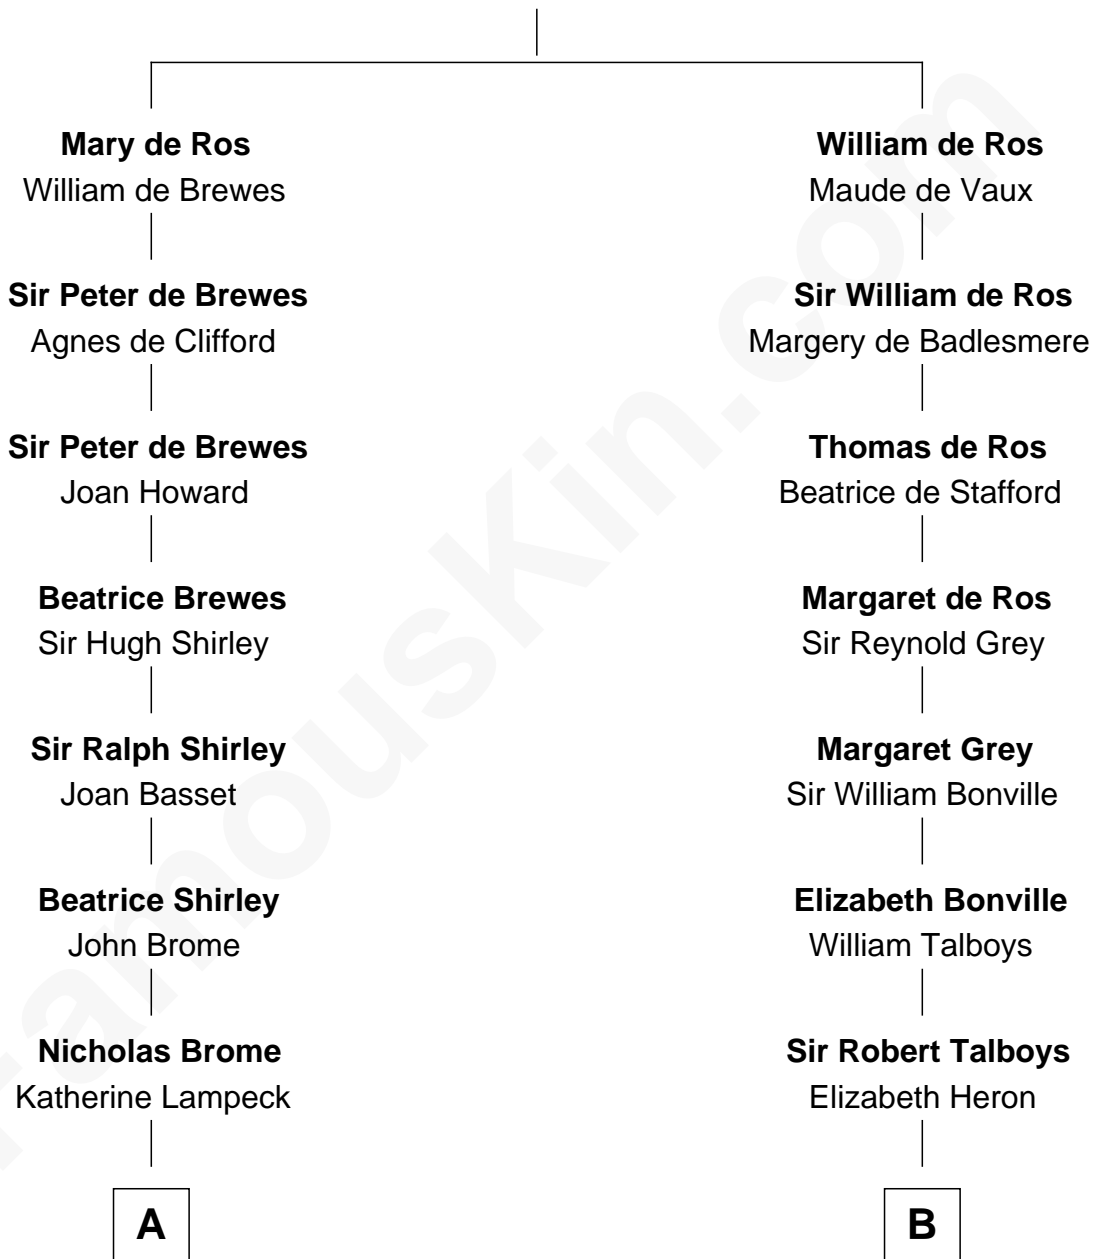 Mary de Ros
William de Brewes
Sir Peter de Brewes
Agnes de Clifford
Sir Peter de Brewes
Joan Howard
Beatrice Brewes
Sir Hugh Shirley
Sir Ralph Shirley
Joan Basset
Beatrice Shirley
John Brome
Nicholas Brome
Katherine Lampeck
A
William de Ros
Maude de Vaux
Sir William de Ros
Margery de Badlesmere
Thomas de Ros
Beatrice de Stafford
Margaret de Ros
Sir Reynold Grey
Margaret Grey
Sir William Bonville
Elizabeth Bonville
William Talboys
Sir Robert Talboys
Elizabeth Heron
B
FamousKin.com